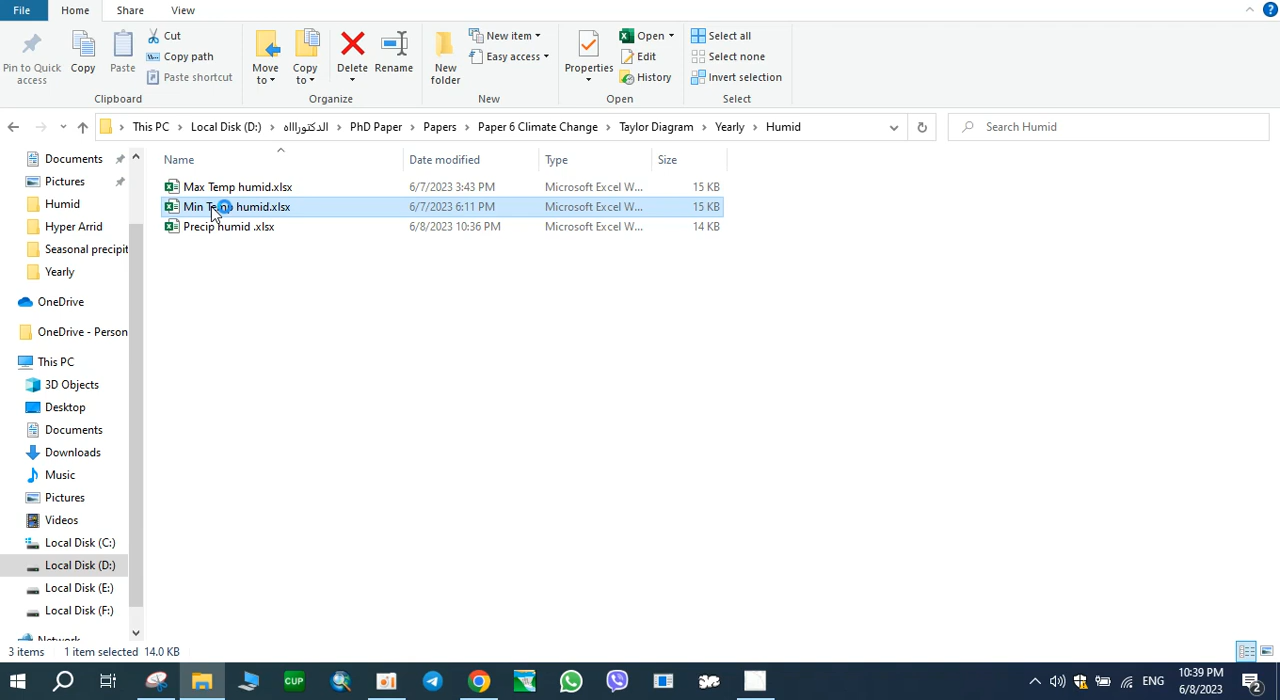 File Home Share View
Pin to Quick access
Copy
Paste
Cut
Copy path
Paste shortcut
Clipboard
Move to
Copy to
Delete
Rename
Organize
New folder
New item
Easy access
New
Properties
Open
Edit
History
Open
Select all
Select none
Invert selection
Select
This PC > Local Disk (D:) > الدكتورااااه > PhD Paper > Papers > Paper 6 Climate Change > Taylor Diagram > Yearly > Humid
Search Humid
Name Date modified Type Size
Max Temp humid.xlsx 6/7/2023 3:43 PM Microsoft Excel W... 15 KB
Min Temp humid.xlsx 6/7/2023 6:11 PM Microsoft Excel W... 15 KB
Precip humid .xlsx 6/8/2023 10:36 PM Microsoft Excel W... 14 KB
Documents
Pictures
Humid
Hyper Arrid
Seasonal precipit
Yearly
OneDrive
OneDrive - Person
This PC
3D Objects
Desktop
Documents
Downloads
Music
Pictures
Videos
Local Disk (C:)
Local Disk (D:)
Local Disk (E:)
Local Disk (F:)
Network
3 items 1 item selected 14.0 KB
CUP
ENG
10:39 PM
6/8/2023
2